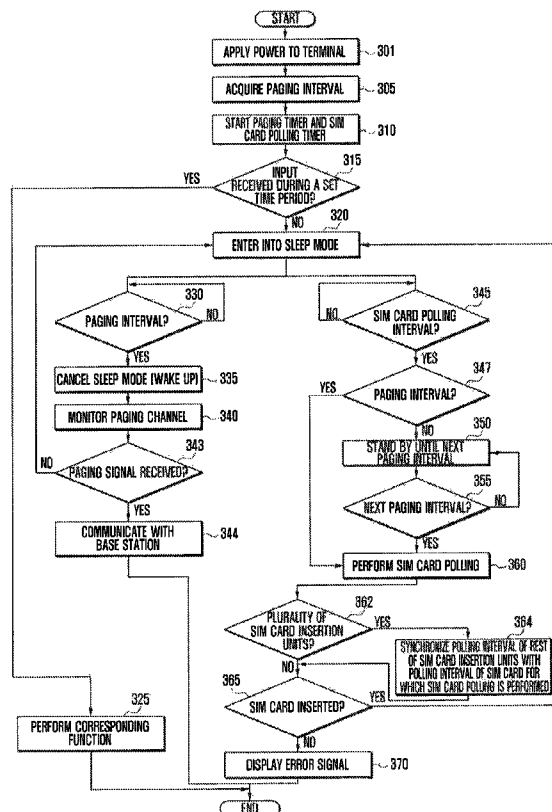 START
APPLY POWER TO TERMINAL
301
ACQUIRE PAGING INTERVAL
305
START PAGING TIMER AND SIM
CARD POLLING TIMER
310
315
INPUT
RECEIVED DURING A SET
TIME PERIOD?
YES
NO
320
ENTER INTO SLEEP MODE
330
PAGING INTERVAL?
NO
YES
345
SIM CARD POLLING
INTERVAL?
NO
YES
CANCEL SLEEP MODE (WAKE UP)
335
347
PAGING INTERVAL?
YES
NO
MONITOR PAGING CHANNEL
340
350
STAND BY UNTIL NEXT
PAGING INTERVAL
343
PAGING SIGNAL RECEIVED?
NO
YES
355
NEXT PAGING INTERVAL?
NO
YES
COMMUNICATE WITH
BASE STATION
344
PERFORM SIM CARD POLLING
360
362
PLURALITY OF
SIM CARD INSERTION
UNITS?
YES
NO
364
SYNCHRONIZE POLLING INTERVAL OF REST
OF SIM CARD INSERTION UNITS WITH
POLLING INTERVAL OF SIM CARD FOR
WHICH SIM CARD POLLING IS PERFORMED
365
SIM CARD INSERTED?
YES
NO
325
PERFORM CORRESPONDING
FUNCTION
DISPLAY ERROR SIGNAL
370
END